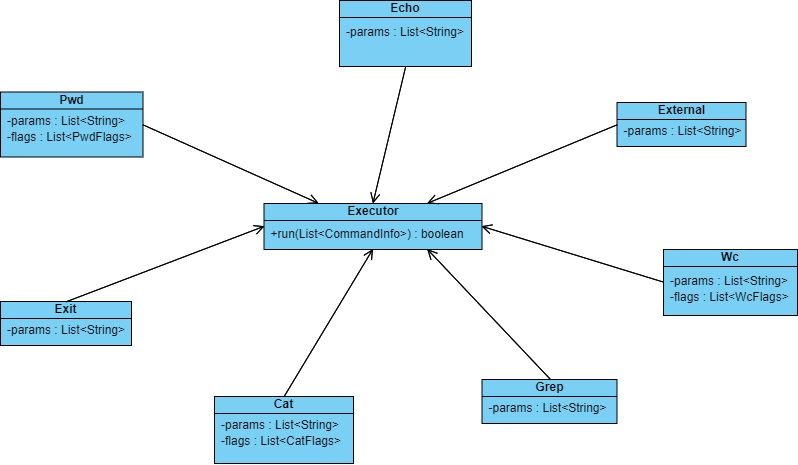 Echo
-params : List<String>
Pwd
-params : List<String>
-flags : List<PwdFlags>
External
-params : List<String>
Executor
+run(List<CommandInfo>) : boolean
Wc
-params : List<String>
-flags : List<WcFlags>
Exit
-params : List<String>
Grep
-params : List<String>
Cat
-params : List<String>
-flags : List<CatFlags>